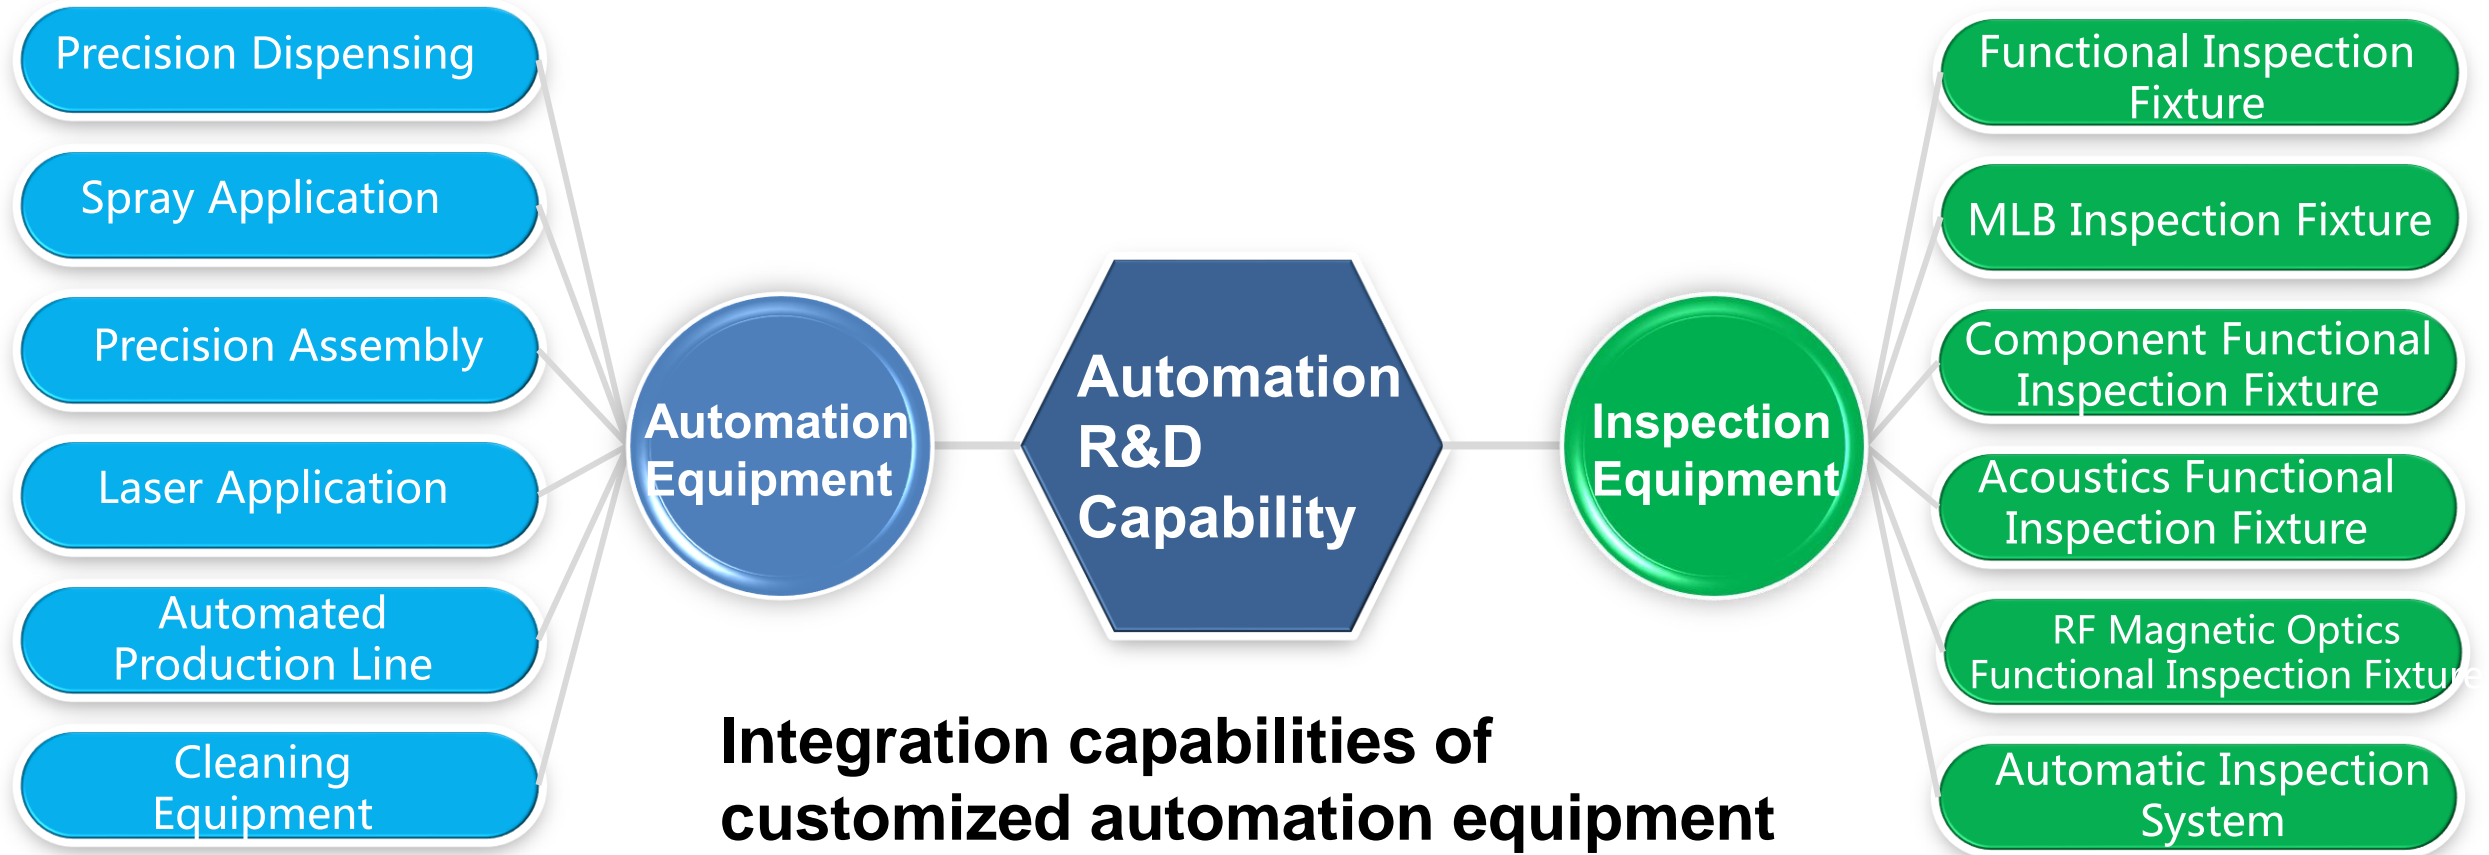 Precision Dispensing
Spray Application
Precision Assembly
Laser Application
Automated
Production Line
Cleaning
Equipment
Automation
Equipment
Automation
R&D
Capability
Inspection
Equipment
Functional Inspection
Fixture
MLB Inspection Fixture
Component Functional
Inspection Fixture
Acoustics Functional
Inspection Fixture
RF Magnetic Optics
Functional Inspection Fixture
Automatic Inspection
System
Integration capabilities of
customized automation equipment